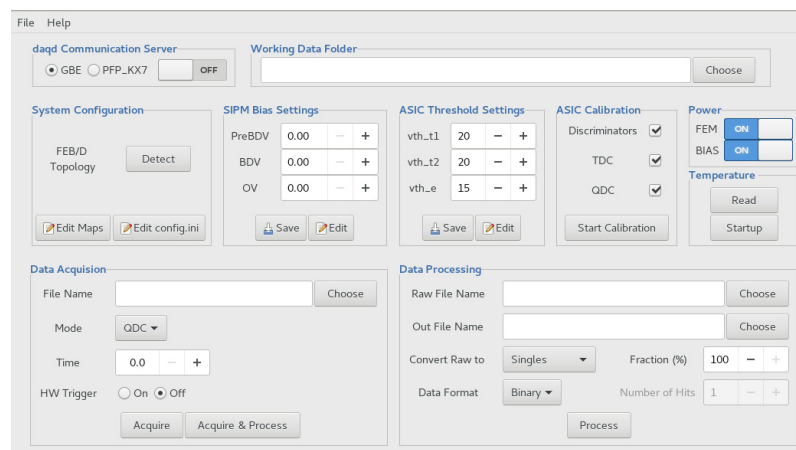 File Help
daqd Communication Server
GBE PFP_KX7 OFF
Working Data Folder
Choose
System Configuration
FEB/D
Topology
Detect
Edit Maps Edit config.ini
SIPM Bias Settings
PreBDV 0.00 − +
BDV 0.00 − +
OV 0.00 − +
Save Edit
ASIC Threshold Settings
vth_t1 20 − +
vth_t2 20 − +
vth_e 15 − +
Save Edit
ASIC Calibration
Discriminators
TDC
QDC
Start Calibration
Power
FEM ON
BIAS ON
Temperature
Read
Startup
Data Acquision
File Name Choose
Mode QDC
Time 0.0 − +
HW Trigger On Off
Acquire Acquire & Process
Data Processing
Raw File Name Choose
Out File Name Choose
Convert Raw to Singles Fraction (%) 100 − +
Data Format Binary Number of Hits 1 − +
Process